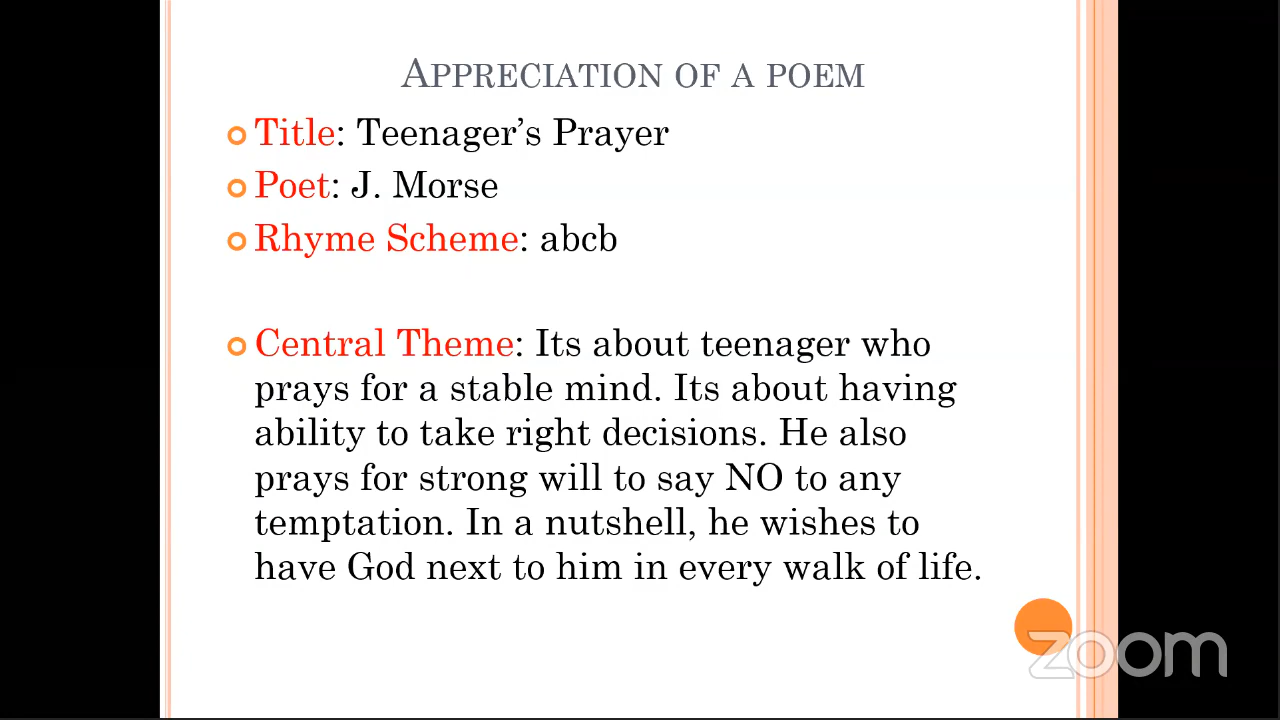 APPRECIATION OF A POEM
Title: Teenager's Prayer
Poet: J. Morse
Rhyme Scheme: abcb
Central Theme: Its about teenager who
prays for a stable mind. Its about having
ability to take right decisions. He also
prays for strong will to say NO to any
temptation. In a nutshell, he wishes to
have God next to him in every walk of life.
zoom